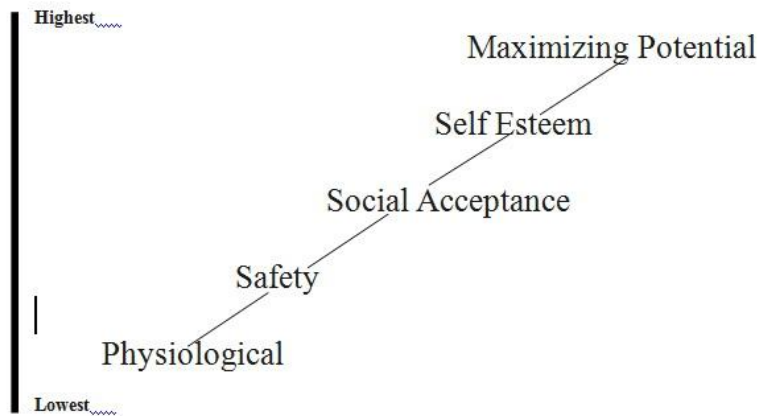 Highest
Maximizing Potential
Self Esteem
Social Acceptance
Safety
Physiological
Lowest